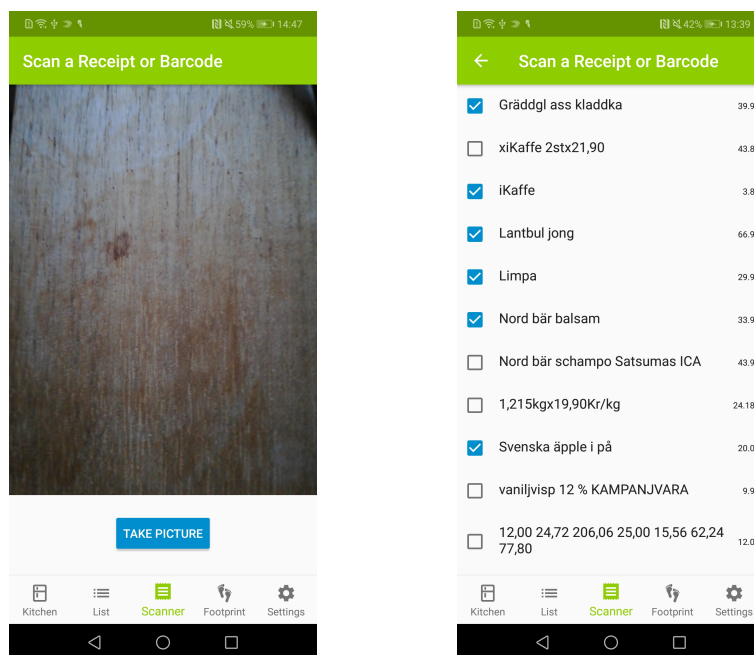 59% 14:47
Scan a Receipt or Barcode
TAKE PICTURE
Kitchen List Scanner Footprint Settings
42% 13:39
Scan a Receipt or Barcode
Gräddgl ass kladdka 39.9
xiKaffe 2stx21,90 43.8
iKaffe 3.8
Lantbul jong 66.9
Limpa 29.9
Nord bär balsam 33.9
Nord bär schampo Satsumas ICA 43.9
1,215kgx19,90Kr/kg 24.18
Svenska äpple i på 20.0
vaniljvisp 12 % KAMPANJVARA 9.9
12,00 24,72 206,06 25,00 15,56 62,24
77,80 12.0
Kitchen List Scanner Footprint Settings